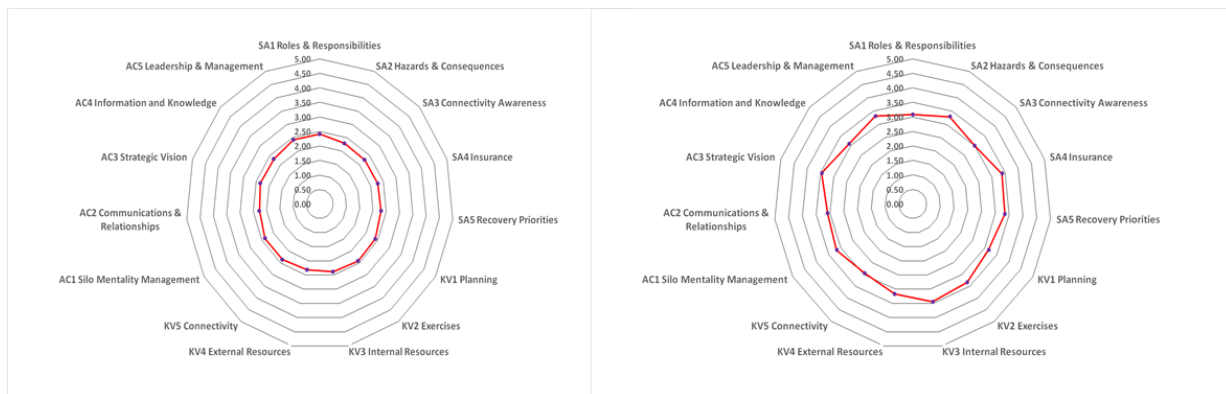 SA1 Roles & Responsibilities
5.00
AC5 Leadership & Management
SA2 Hazards & Consequences
4.50
4.00
AC4 Information and Knowledge
SA3 Connectivity Awareness
3.50
3.00
2.50
AC3 Strategic Vision
SA4 Insurance
2.00
1.50
1.00
0.50
0.00
AC2 Communications &
Relationships
SA5 Recovery Priorities
AC1 Silo Mentality Management
KV1 Planning
KV5 Connectivity
KV2 Exercises
KV4 External Resources
KV3 Internal Resources
SA1 Roles & Responsibilities
5.00
AC5 Leadership & Management
SA2 Hazards & Consequences
4.50
4.00
AC4 Information and Knowledge
SA3 Connectivity Awareness
3.50
3.00
2.50
AC3 Strategic Vision
SA4 Insurance
2.00
1.50
1.00
0.50
0.00
AC2 Communications &
Relationships
SA5 Recovery Priorities
AC1 Silo Mentality Management
KV1 Planning
KV5 Connectivity
KV2 Exercises
KV4 External Resources
KV3 Internal Resources